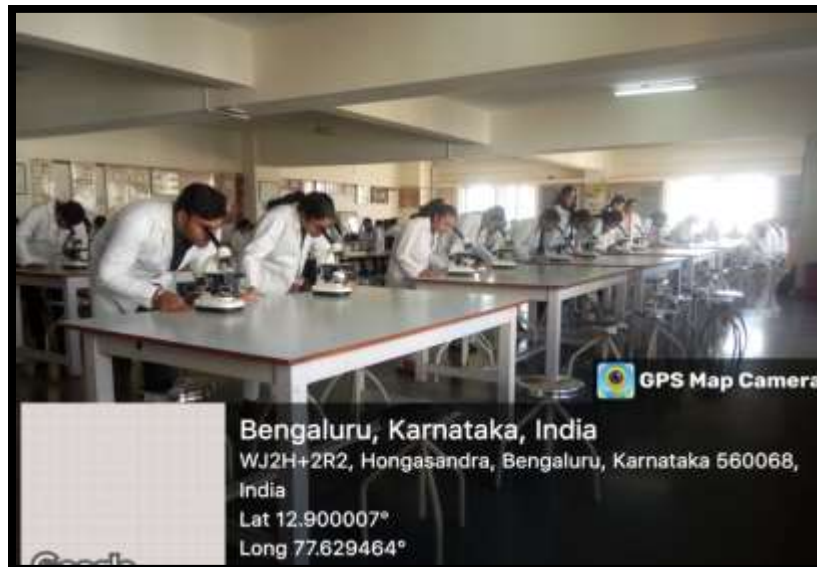 GPS Map Camera
Bengaluru, Karnataka, India
WJ2H+2R2, Hongasandra, Bengaluru, Karnataka 560068,
India
Lat 12.900007°
Long 77.629464°
Google